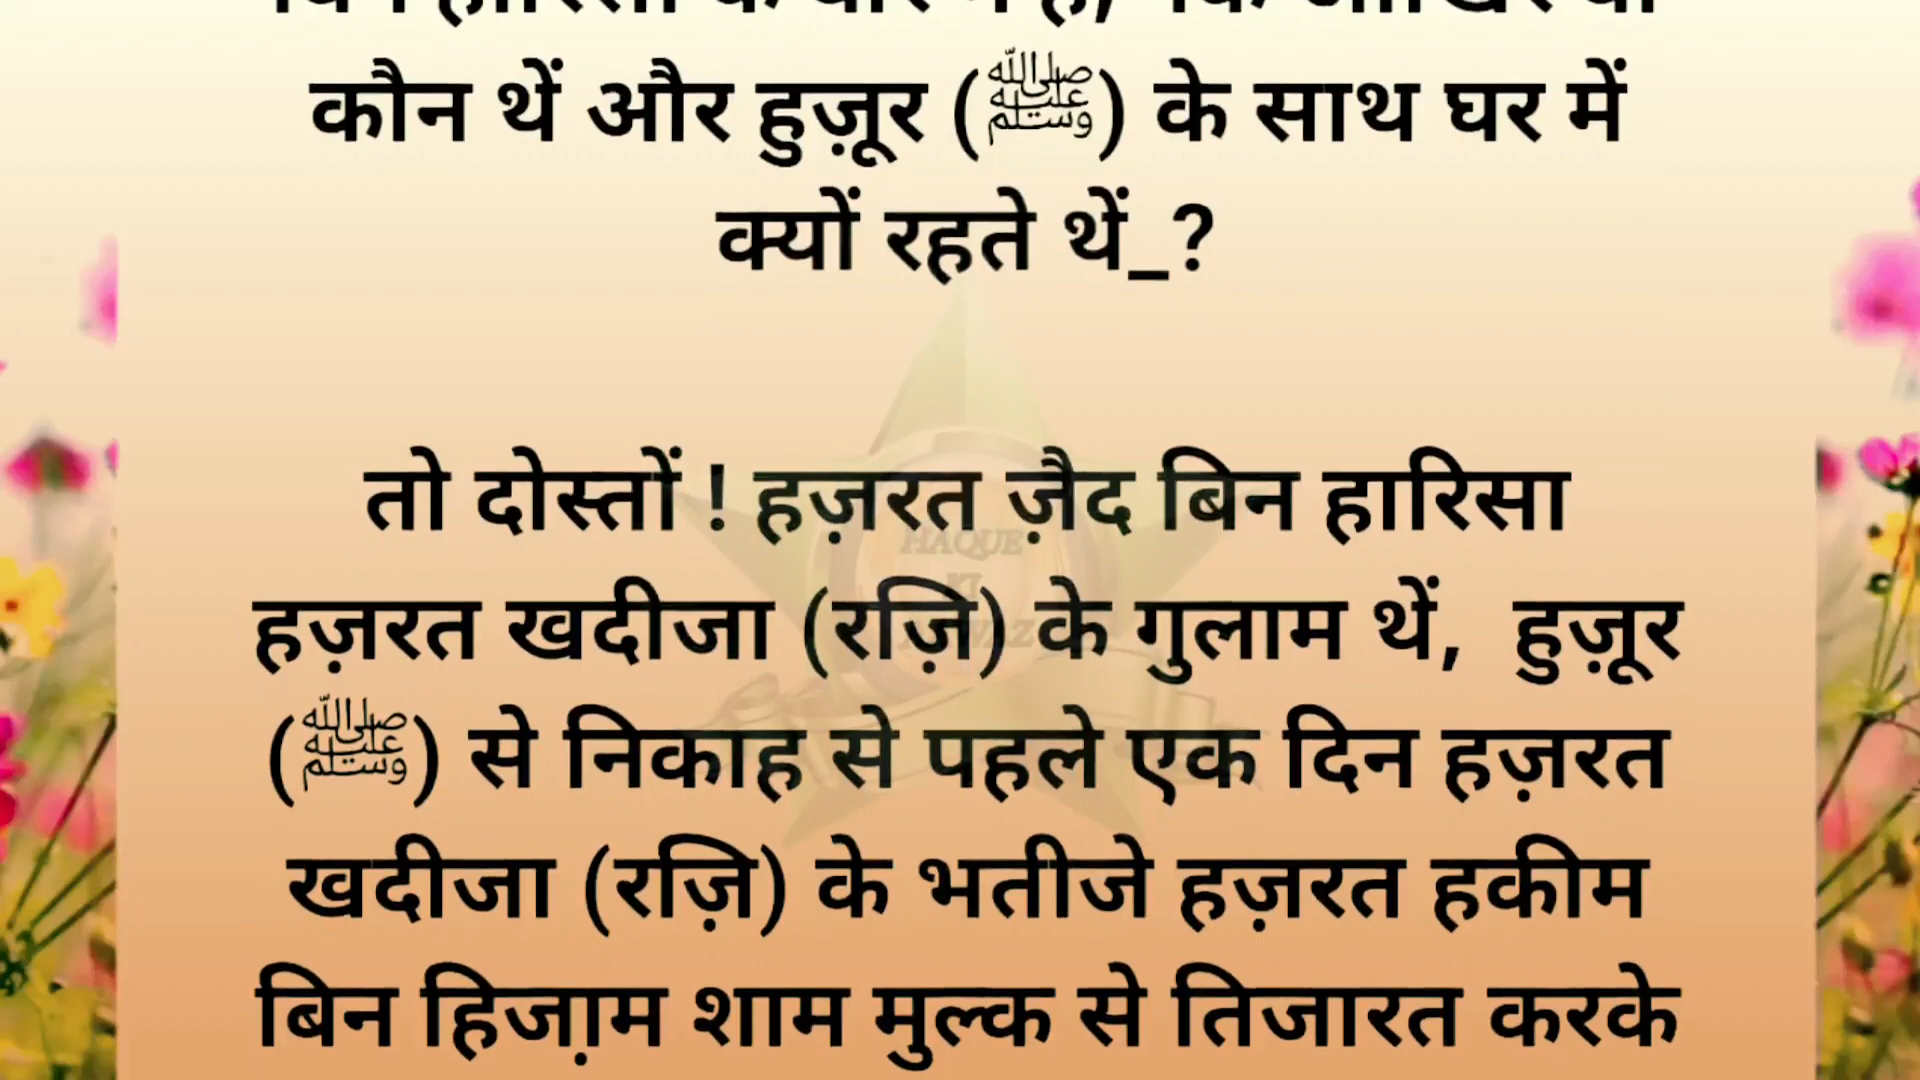 कौन थें और हुज़ूर (ﷺ) के साथ घर में
क्यों रहते थें_?
तो दोस्तों ! हज़रत ज़ैद बिन हारिसा
हज़रत खदीजा (रज़ि) के गुलाम थें, हुज़ूर
(ﷺ) से निकाह से पहले एक दिन हज़रत
खदीजा (रज़ि) के भतीजे हज़रत हकीम
बिन हिजा़म शाम मुल्क से तिजारत करके
HAQUE